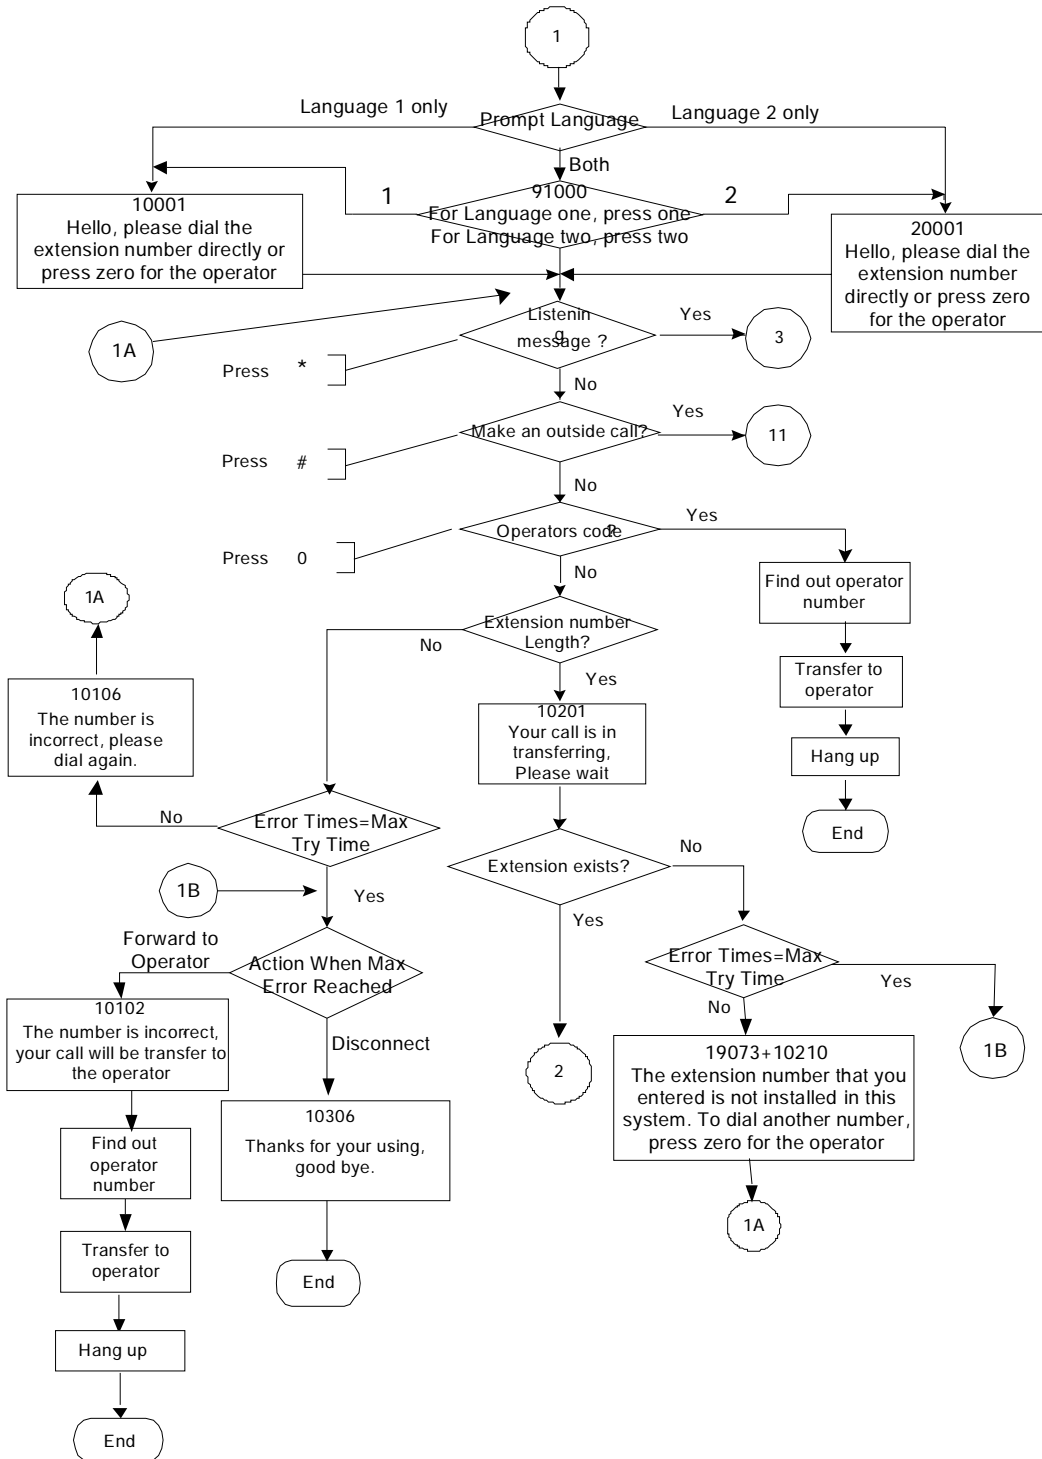 1
Language 1 only
Prompt Language
Language 2 only
Both
1
91000
For Language one, press one
For Language two, press two
2
10001
Hello, please dial the
extension number directly or
press zero for the operator
20001
Hello, please dial the
extension number
directly or press zero
for the operator
1A
Listenin
g
message ?
Yes
3
Press *
No
Make an outside call?
Yes
11
Press #
No
Operators code?
Yes
Press 0
No
Find out operator
number
1A
Extension number
Length?
No
Yes
Transfer to
operator
10106
The number is
incorrect, please
dial again.
10201
Your call is in
transferring,
Please wait
Hang up
No
Error Times=Max
Try Time
End
Extension exists?
No
1B
Yes
Yes
Forward to
Operator
Action When Max
Error Reached
Error Times=Max
Try Time
Yes
No
10102
The number is incorrect,
your call will be transfer to
the operator
Disconnect
2
1B
19073+10210
The extension number that you
entered is not installed in this
system. To dial another number,
press zero for the operator
10306
Thanks for your using,
good bye.
Find out
operator
number
1A
Transfer to
operator
End
Hang up
End